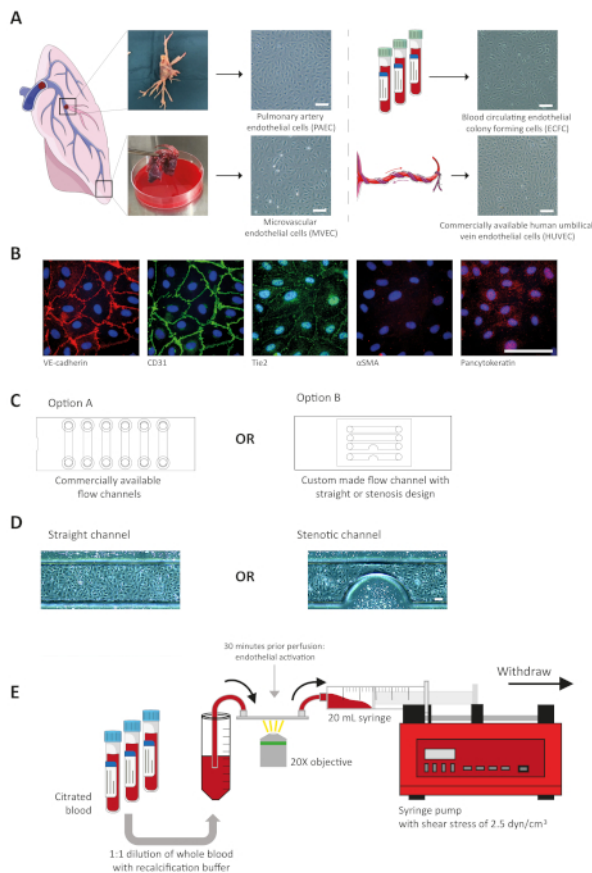 A
Pulmonary artery
endothelial cells (PAEC)
Blood circulating endothelial
colony forming cells (ECFC)
Microvascular
endothelial cells (MVEC)
Commercially available human umbilical
vein endothelial cells (HUVEC)
B
VE-cadherin
CD31
Tie2
αSMA
Pancytokeratin
C
Option A
Option B
OR
Commercially available
flow channels
Custom made flow channel with
straight or stenosis design
D
Straight channel
Stenotic channel
OR
30 minutes prior perfusion:
endothelial activation
Withdraw
E
20 mL syringe
20X objective
Citrated
blood
Syringe pump
with shear stress of 2.5 dyn/cm³
1:1 dilution of whole blood
with recalcification buffer